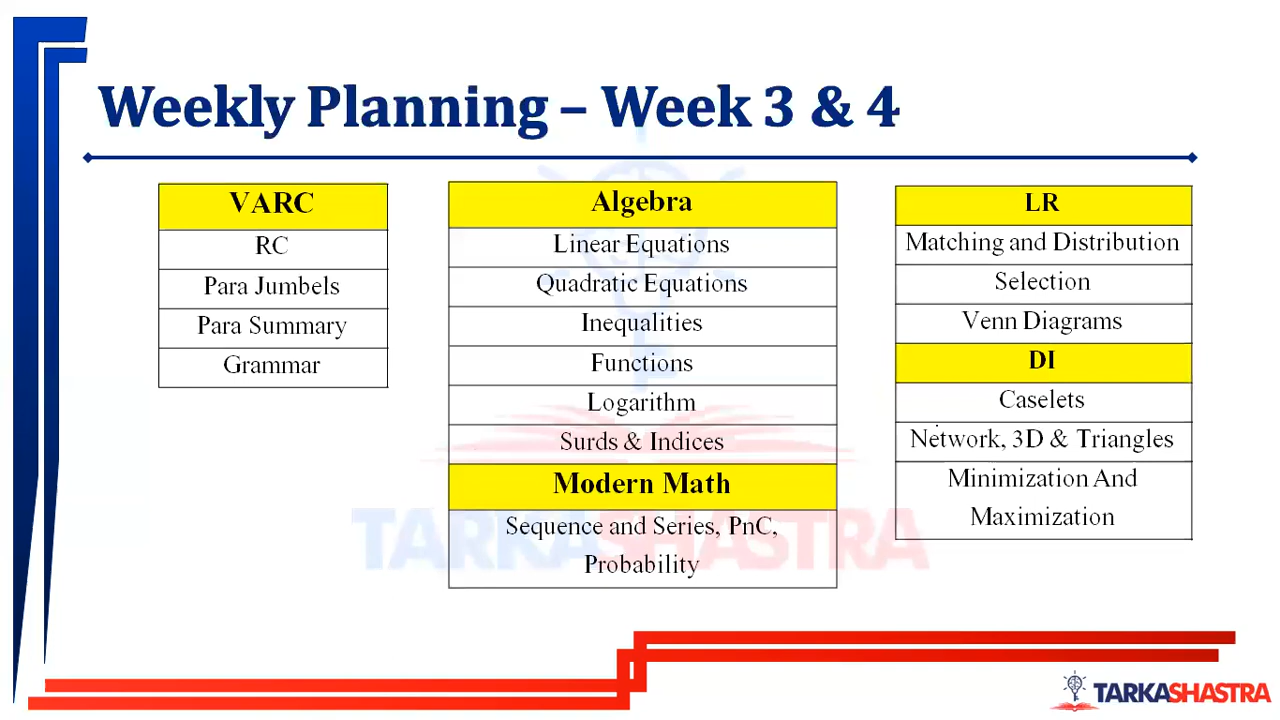 Weekly Planning – Week 3 & 4
VARC
RC
Para Jumbels
Para Summary
Grammar
Algebra
Linear Equations
Quadratic Equations
Inequalities
Functions
Logarithm
Surds & Indices
Modern Math
Sequence and Series, PnC,
Probability
LR
Matching and Distribution
Selection
Venn Diagrams
DI
Caselets
Network, 3D & Triangles
Minimization And
Maximization
TARKASHASTRA
TARKASHASTRA